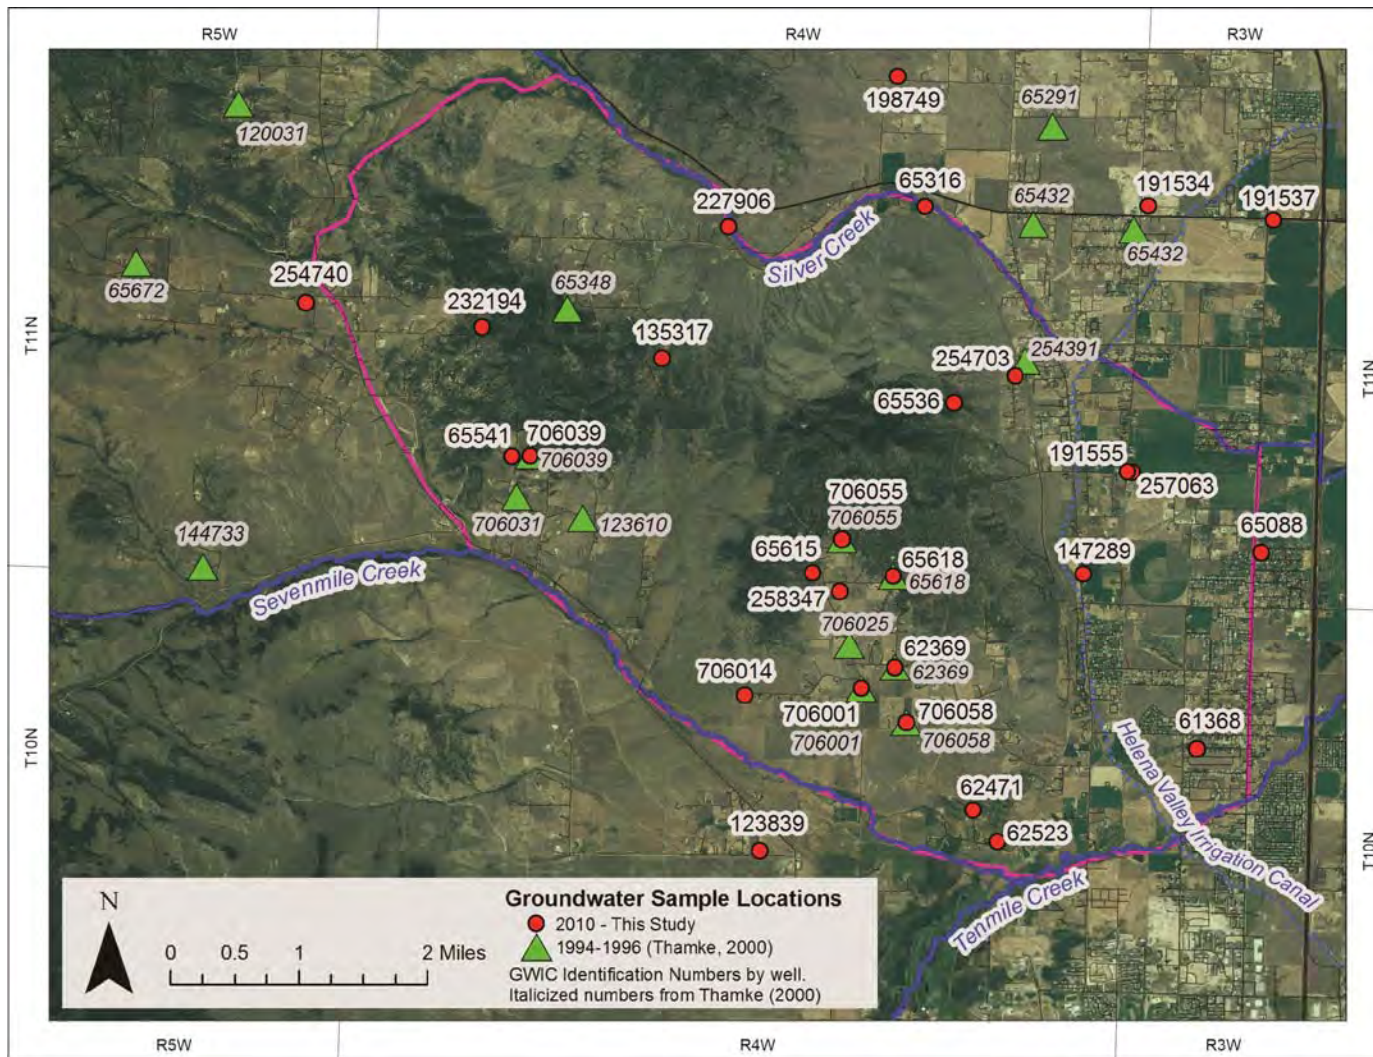 R5W
R4W
R3W
198749
65291
120031
65316
191534
65432
191537
227906
65432
Silver Creek
254740
65672
65348
232194
T11N
135317
254703
254391
T11N
65536
706039
65541
706039
191555
257063
706055
706055
706031
123610
144733
65615
65618
147289
65088
65618
Sevenmile Creek
258347
706025
62369
62369
706014
706001
706001
706058
706058
61368
T10N
Helena Valley Irrigation Canal
62471
123839
62523
T10N
Tenmile Creek
N
0 0.5 1 2 Miles
Groundwater Sample Locations
2010 - This Study
1994-1996 (Thamke, 2000)
GWIC Identification Numbers by well.
Italicized numbers from Thamke (2000)
R5W
R4W
R3W